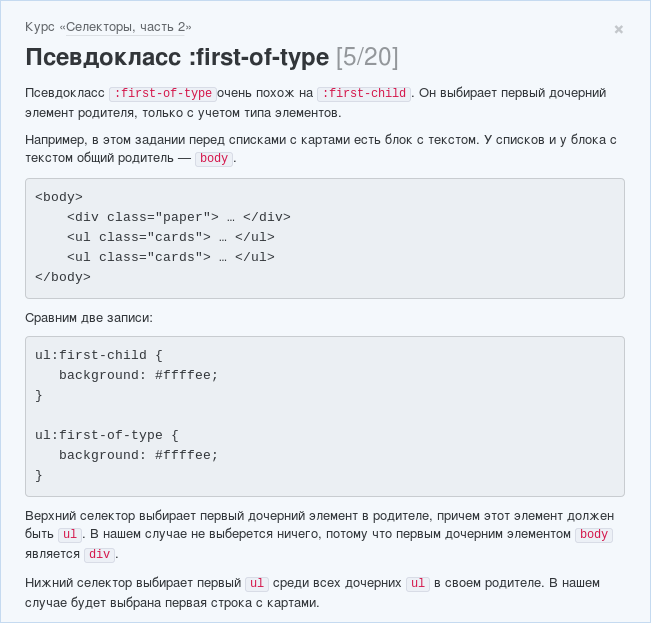 Курс «Селекторы, часть 2»
×
Псевдокласс :first-of-type [5/20]
Псевдокласс :first-of-type очень похож на :first-child. Он выбирает первый дочерний
элемент родителя, только с учетом типа элементов.
Например, в этом задании перед списками с картами есть блок с текстом. У списков и у блока с
текстом общий родитель — body.
<body>
    <div class="paper"> … </div>
    <ul class="cards"> … </ul>
    <ul class="cards"> … </ul>
</body>
Сравним две записи:
ul:first-child {
   background: #ffffee;
}
ul:first-of-type {
   background: #ffffee;
}
Верхний селектор выбирает первый дочерний элемент в родителе, причем этот элемент должен
быть ul. В нашем случае не выберется ничего, потому что первым дочерним элементом body
является div.
Нижний селектор выбирает первый ul среди всех дочерних ul в своем родителе. В нашем
случае будет выбрана первая строка с картами.